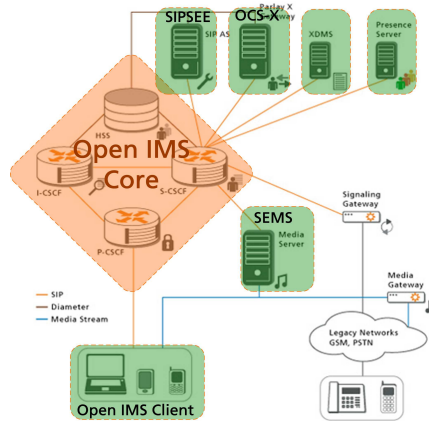 SIPSEE
OCS-X
Parlay X
Gateway
SIP AS
XDMS
Presence
Server
HSS
Open IMS
Core
I-CSCF
S-CSCF
P-CSCF
Signaling
Gateway
SEMS
Media
Server
Media
Gateway
SIP
Diameter
Media Stream
Legacy Networks
GSM, PSTN
Open IMS Client